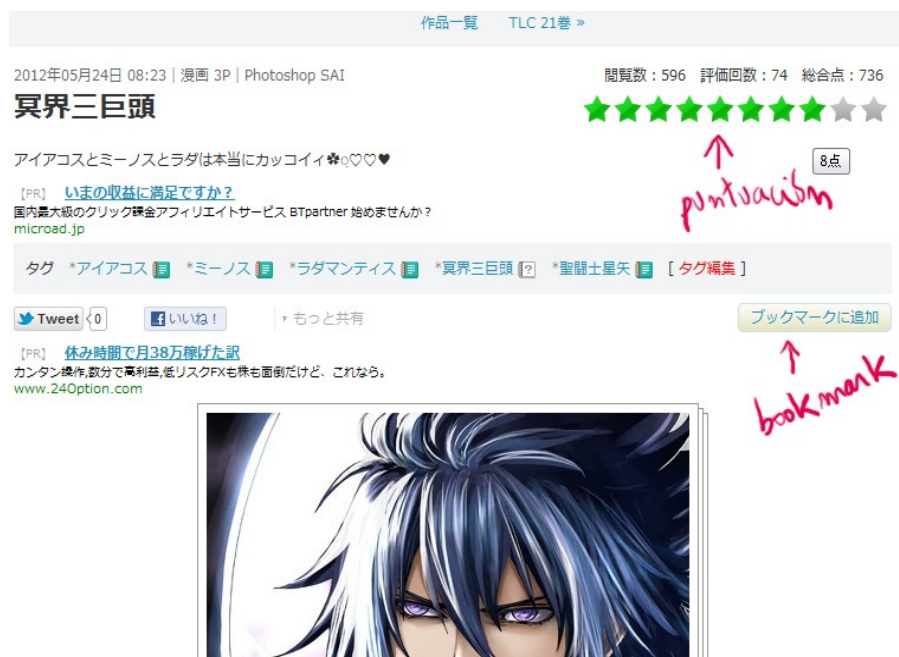 作品一覧 TLC 21巻 »
2012年05月24日 08:23 | 漫画 3P | Photoshop SAI 閲覧数：596 評価回数：74 総合点：736
冥界三巨頭
アイアコスとミーノスとラダは本当にカッコイィ✽ृ♡♡♥ 8点
puntuación
［PR］ いまの収益に満足ですか？
国内最大級のクリック課金アフィリエイトサービス BTpartner 始めませんか？
microad.jp
タグ *アイアコス *ミーノス *ラダマンティス *冥界三巨頭 ? *聖闘士星矢 [ タグ編集 ]
Tweet 0 いいね！ もっと共有 ブックマークに追加
［PR］ 休み時間で月38万稼げた訳
カンタン操作,数分で高利益,低リスクFXも株も面倒だけど、これなら。
www.24Option.com
bookmark